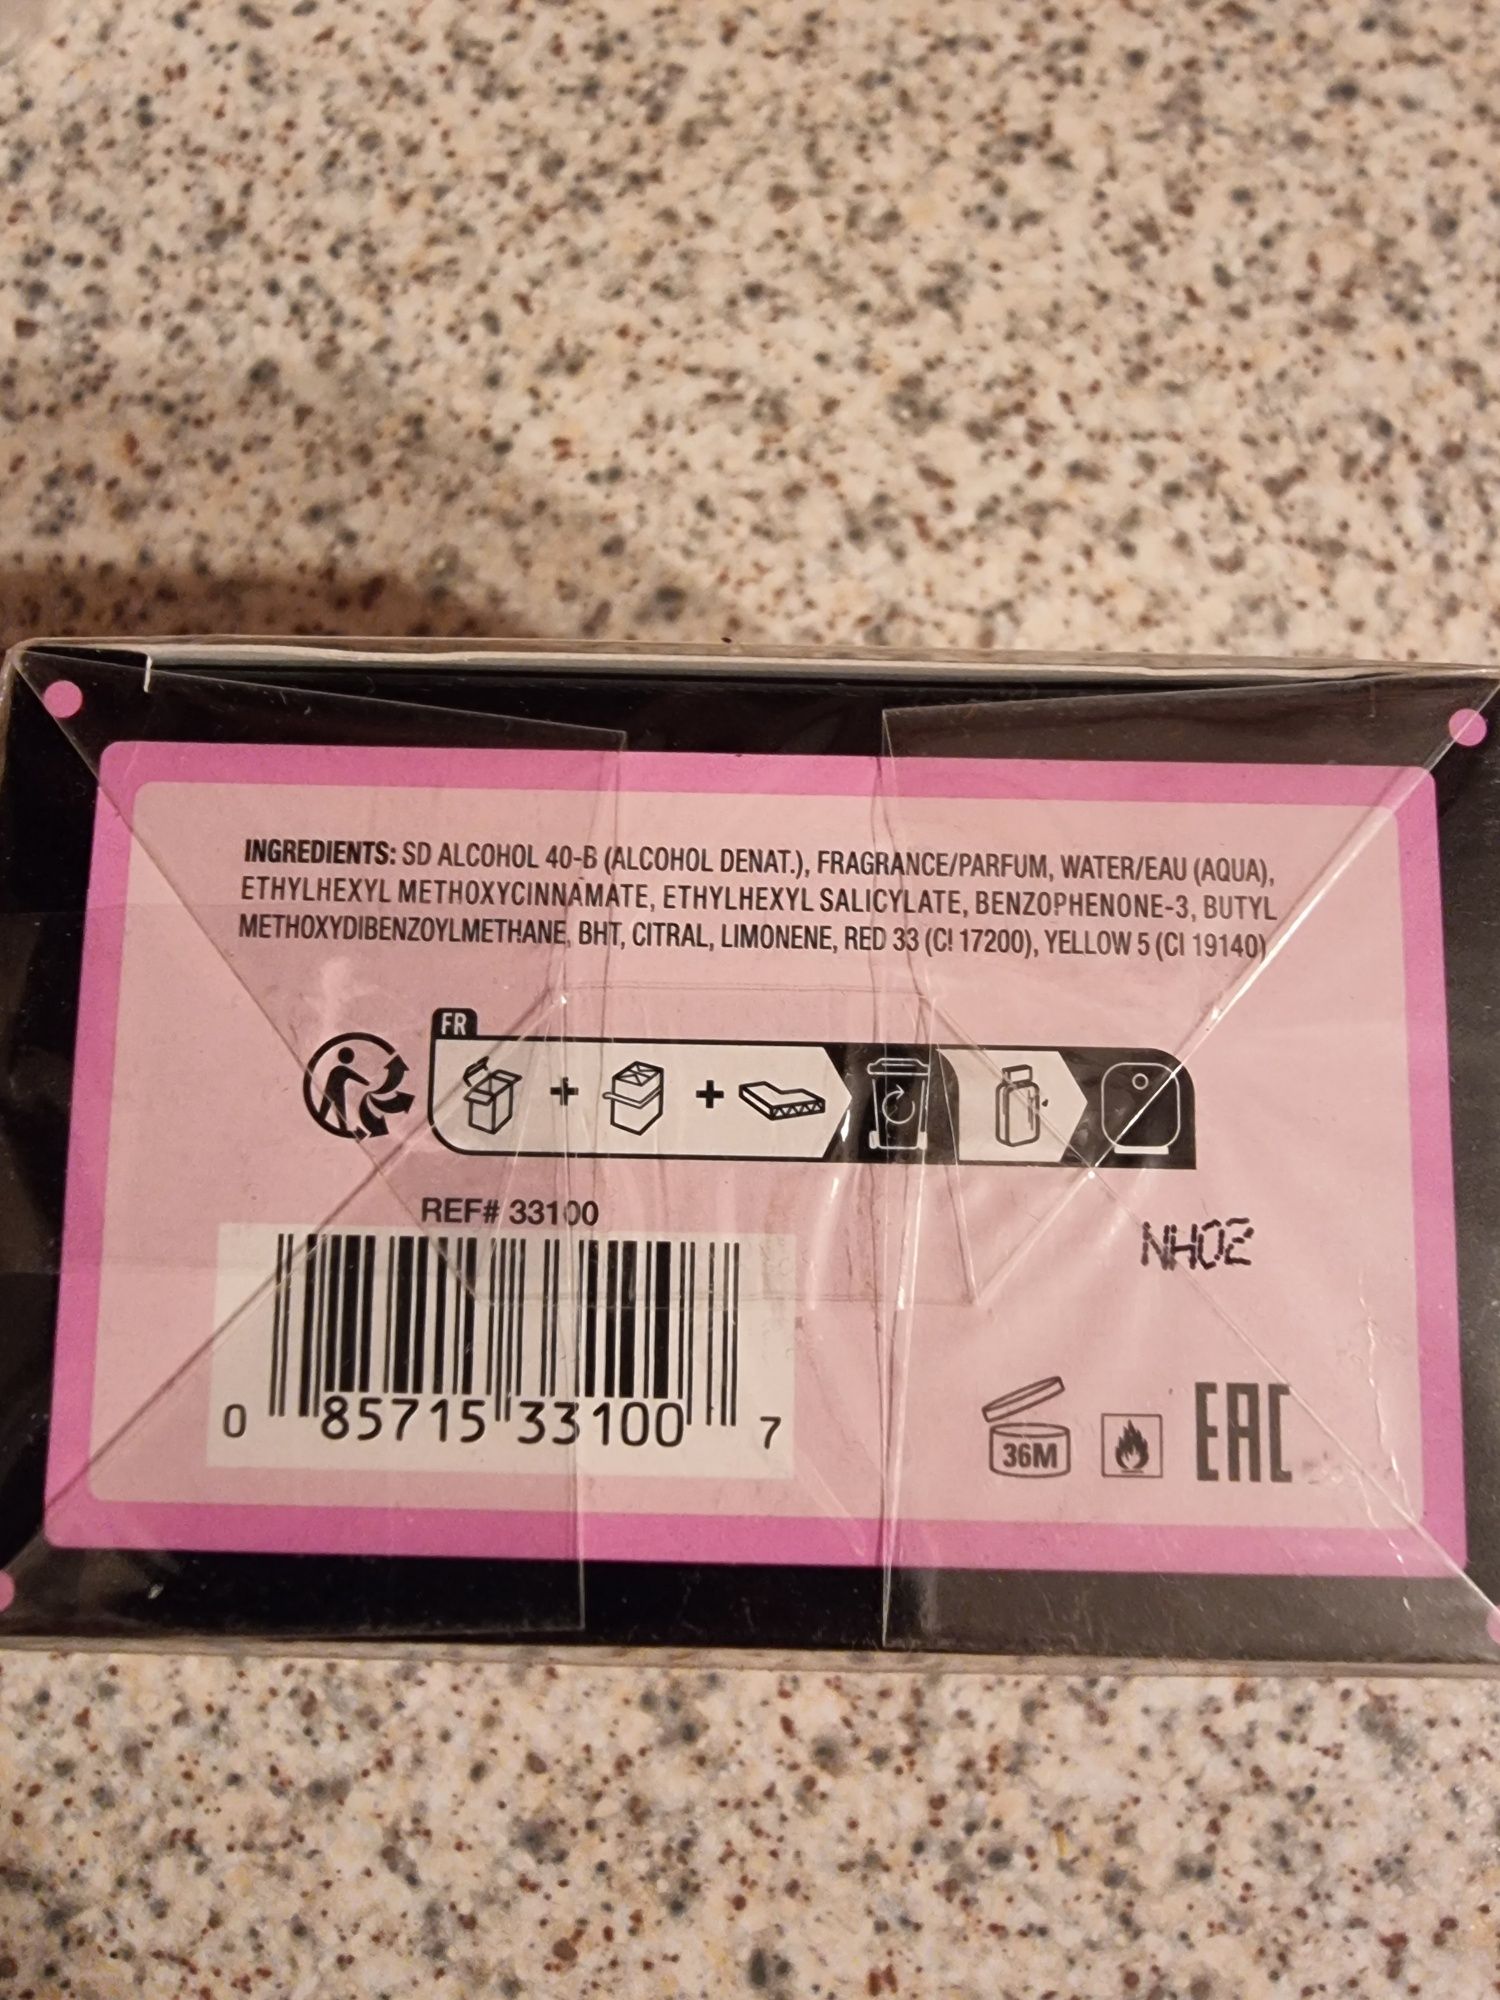 INGREDIENTS: SD ALCOHOL 40-B (ALCOHOL DENAT.), FRAGRANCE/PARFUM, WATER/EAU (AQUA),
ETHYLHEXYL METHOXYCINNAMATE, ETHYLHEXYL SALICYLATE, BENZOPHENONE-3, BUTYL
METHOXYDIBENZOYLMETHANE, BHT, CITRAL, LIMONENE, RED 33 (CI 17200), YELLOW 5 (CI 19140)
FR
REF# 33100
NH02
0 85715 33100 7
36M
EAC